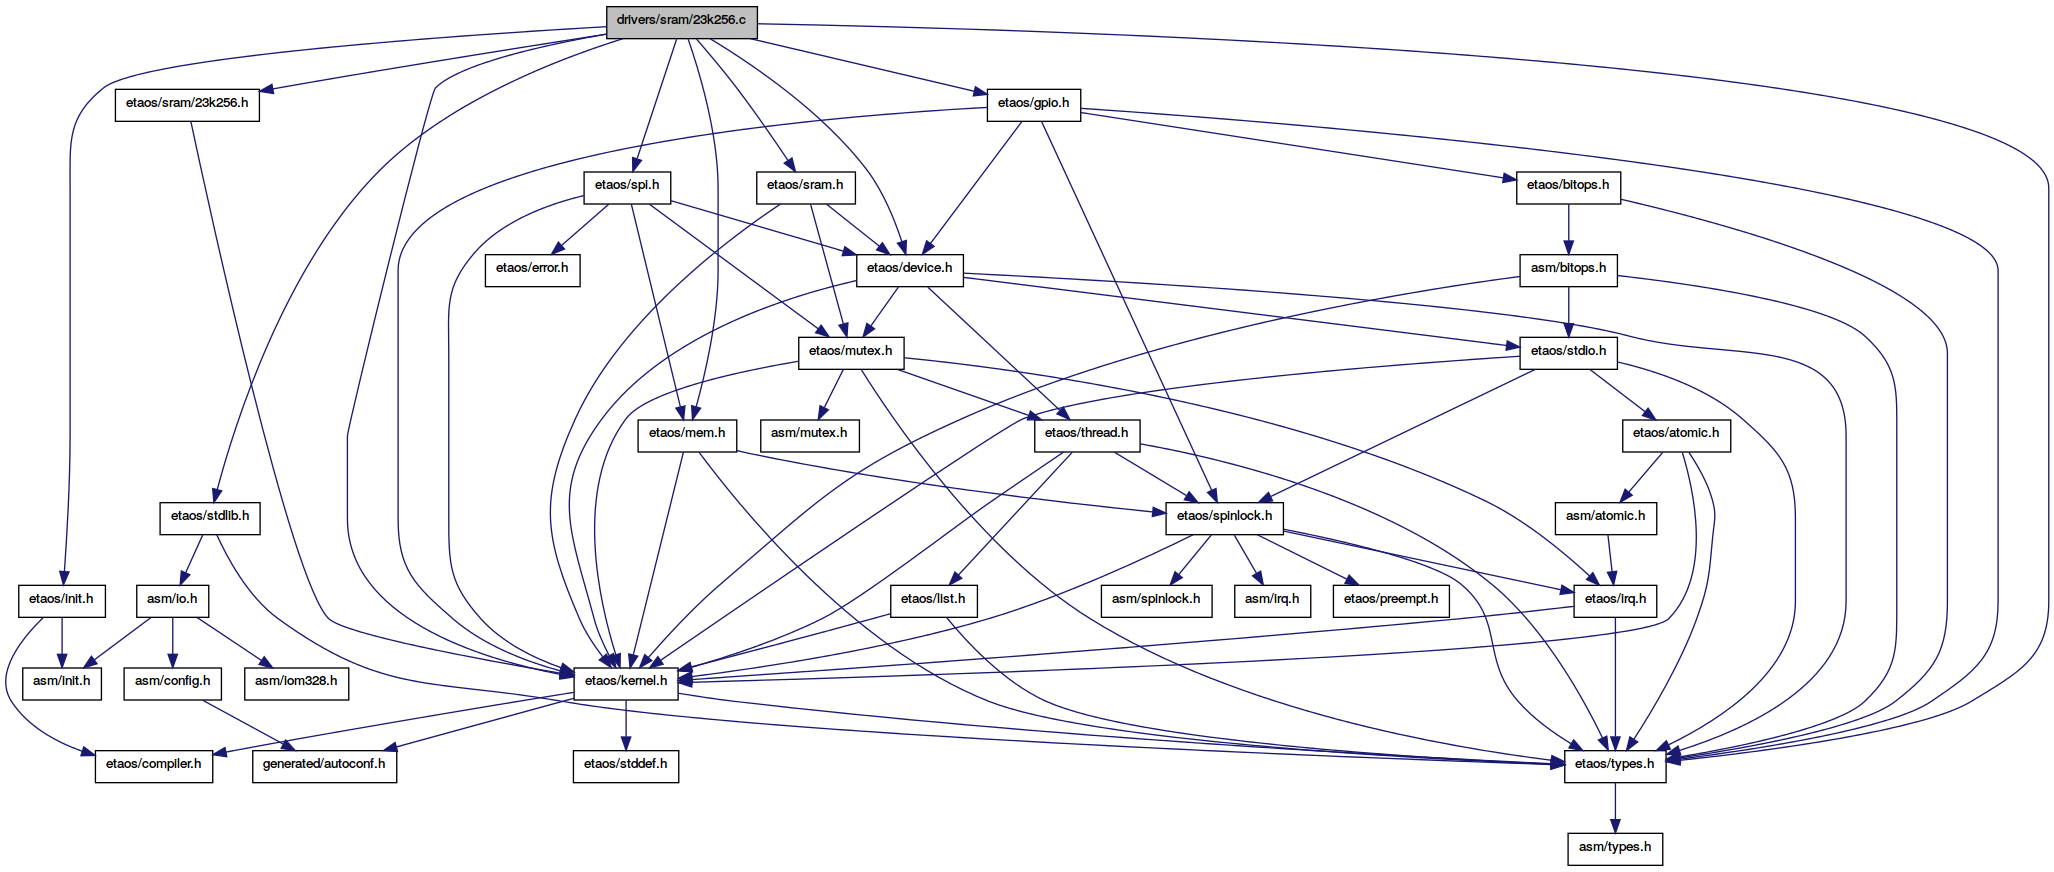 drivers/sram/23k256.c
etaos/sram/23k256.h
etaos/gpio.h
etaos/spi.h
etaos/sram.h
etaos/bitops.h
etaos/error.h
etaos/device.h
asm/bitops.h
etaos/mutex.h
etaos/stdio.h
etaos/mem.h
asm/mutex.h
etaos/thread.h
etaos/atomic.h
etaos/stdlib.h
etaos/spinlock.h
asm/atomic.h
etaos/init.h
asm/io.h
etaos/list.h
asm/spinlock.h
asm/irq.h
etaos/preempt.h
etaos/irq.h
asm/init.h
asm/config.h
asm/iom328.h
etaos/kernel.h
etaos/compiler.h
generated/autoconf.h
etaos/stddef.h
etaos/types.h
asm/types.h